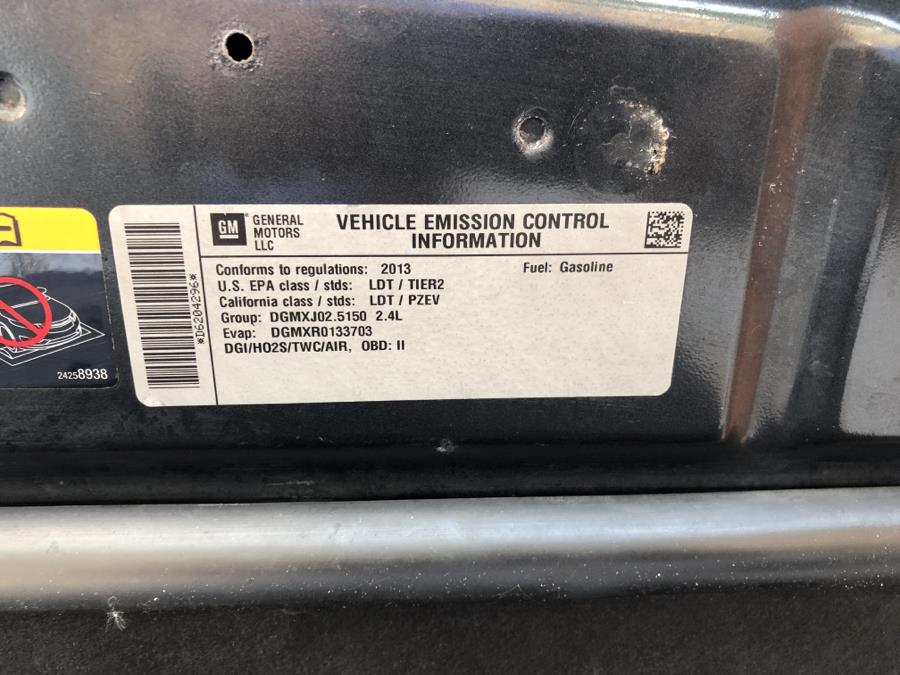 GM
GENERAL
MOTORS
LLC
VEHICLE EMISSION CONTROL
INFORMATION
Conforms to regulations: 2013
Fuel: Gasoline
U.S. EPA class / stds: LDT / TIER2
California class / stds: LDT / PZEV
Group: DGMXJ02.5150 2.4L
Evap: DGMXR0133703
DGI/HO2S/TWC/AIR, OBD: II
*D6204296*
24258938